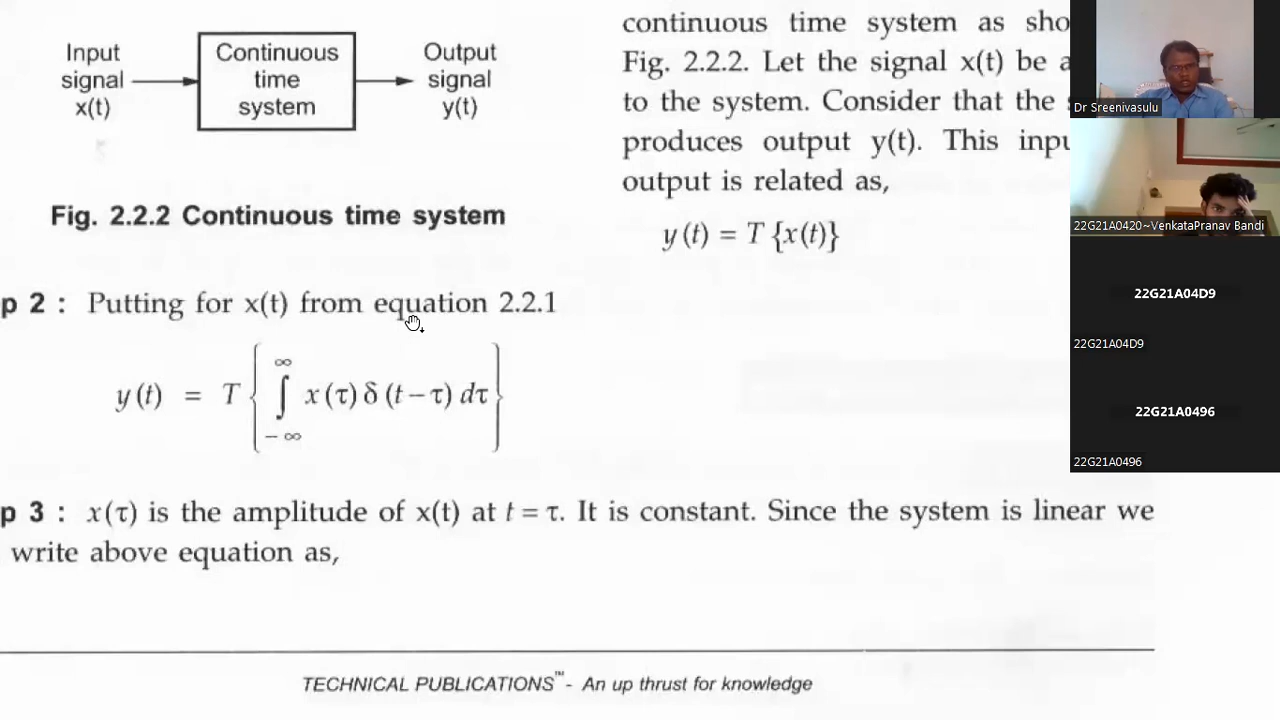 Input
signal
x(t)
Continuous
time
system
Output
signal
y(t)
Fig. 2.2.2 Continuous time system
continuous time system as sho
Fig. 2.2.2. Let the signal x(t) be a
to the system. Consider that the
produces output y(t). This inpu
output is related as,
y(t) = T {x(t)}
p 2 : Putting for x(t) from equation 2.2.1
y(t) = T { ∫_{-∞}^{∞} x(τ) δ (t−τ) dτ }
p 3 : x(τ) is the amplitude of x(t) at t = τ. It is constant. Since the system is linear we
write above equation as,
TECHNICAL PUBLICATIONS™- An up thrust for knowledge
Dr Sreenivasulu
22G21A0420~VenkataPranav Bandi
22G21A04D9
22G21A04D9
22G21A0496
22G21A0496